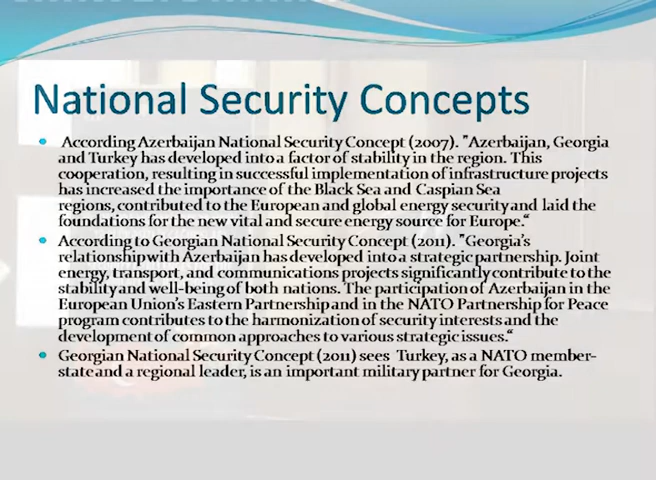 National Security Concepts
According Azerbaijan National Security Concept (2007). "Azerbaijan, Georgia
and Turkey has developed into a factor of stability in the region. This
cooperation, resulting in successful implementation of infrastructure projects
has increased the importance of the Black Sea and Caspian Sea
regions, contributed to the European and global energy security and laid the
foundations for the new vital and secure energy source for Europe.“
According to Georgian National Security Concept (2011). "Georgia's
relationship with Azerbaijan has developed into a strategic partnership. Joint
energy, transport, and communications projects significantly contribute to the
stability and well-being of both nations. The participation of Azerbaijan in the
European Union's Eastern Partnership and in the NATO Partnership for Peace
program contributes to the harmonization of security interests and the
development of common approaches to various strategic issues.“
Georgian National Security Concept (2011) sees Turkey, as a NATO member-
state and a regional leader, is an important military partner for Georgia.